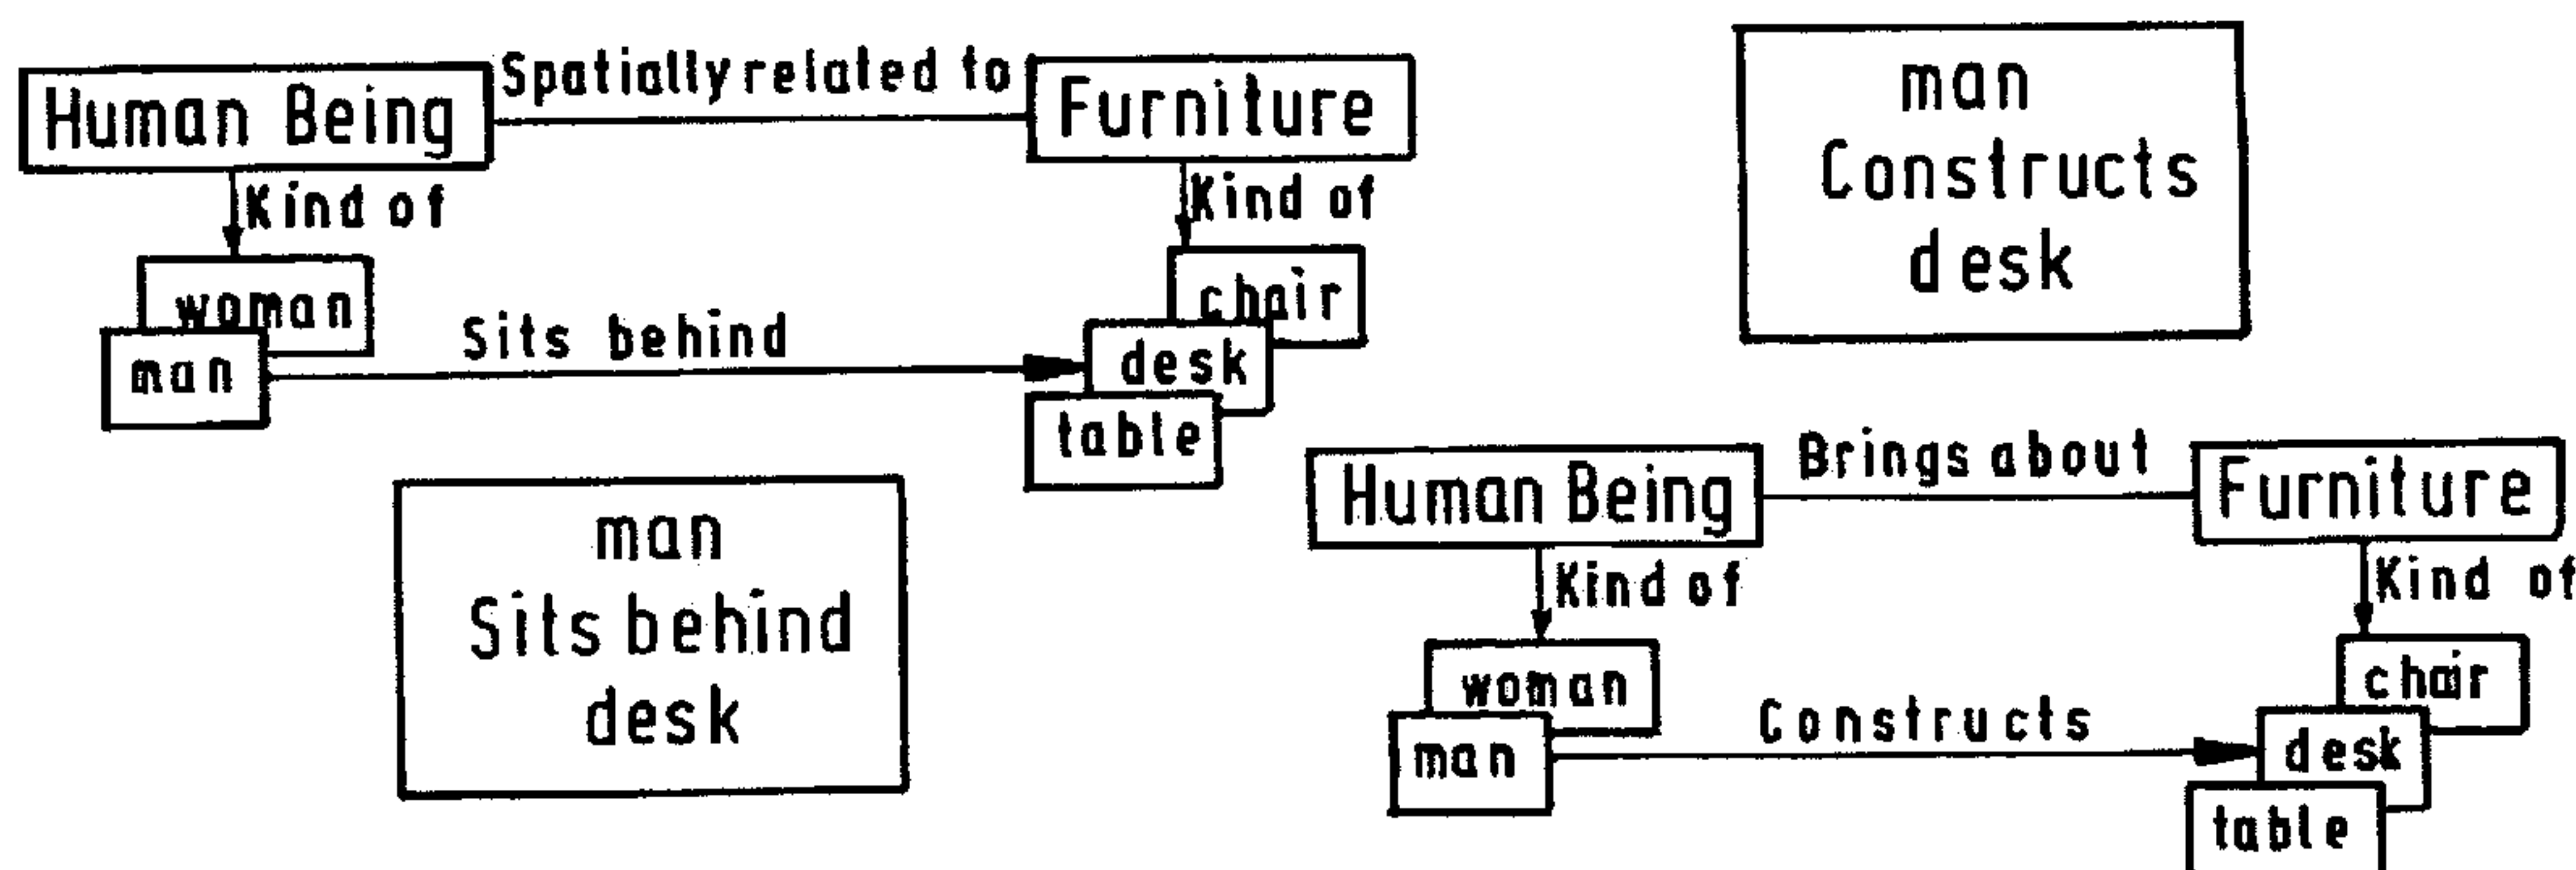 Human Being
Spatially related to
Furniture
Kind of
Kind of
woman
man
Sits behind
chair
desk
table
man
Sits behind
desk
man
Constructs
desk
Human Being
Brings about
Furniture
Kind of
Kind of
woman
man
Constructs
chair
desk
table